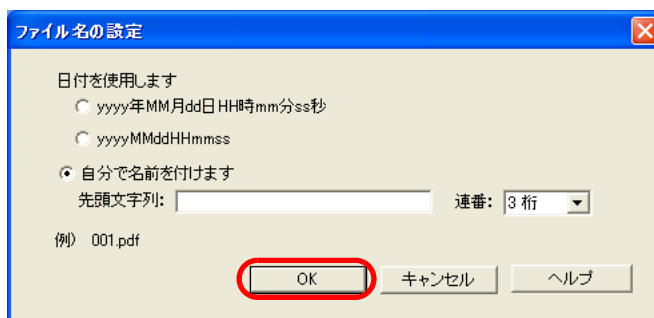 ファイル名の設定
日付を使用します
yyyy年MM月dd日HH時mm分ss秒
yyyyMMddHHmmss
自分で名前を付けます
先頭文字列: 連番: 3 桁
例) 001.pdf
OK キャンセル ヘルプ